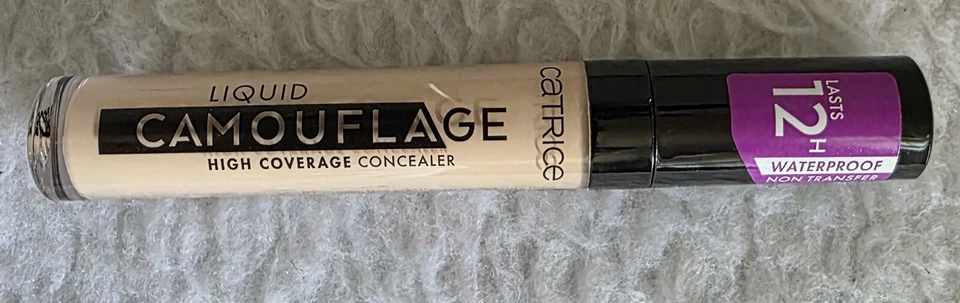 LIQUID
CAMOUFLAGE
HIGH COVERAGE CONCEALER
CATRICE
LASTS
12H
WATERPROOF
NON TRANSFER